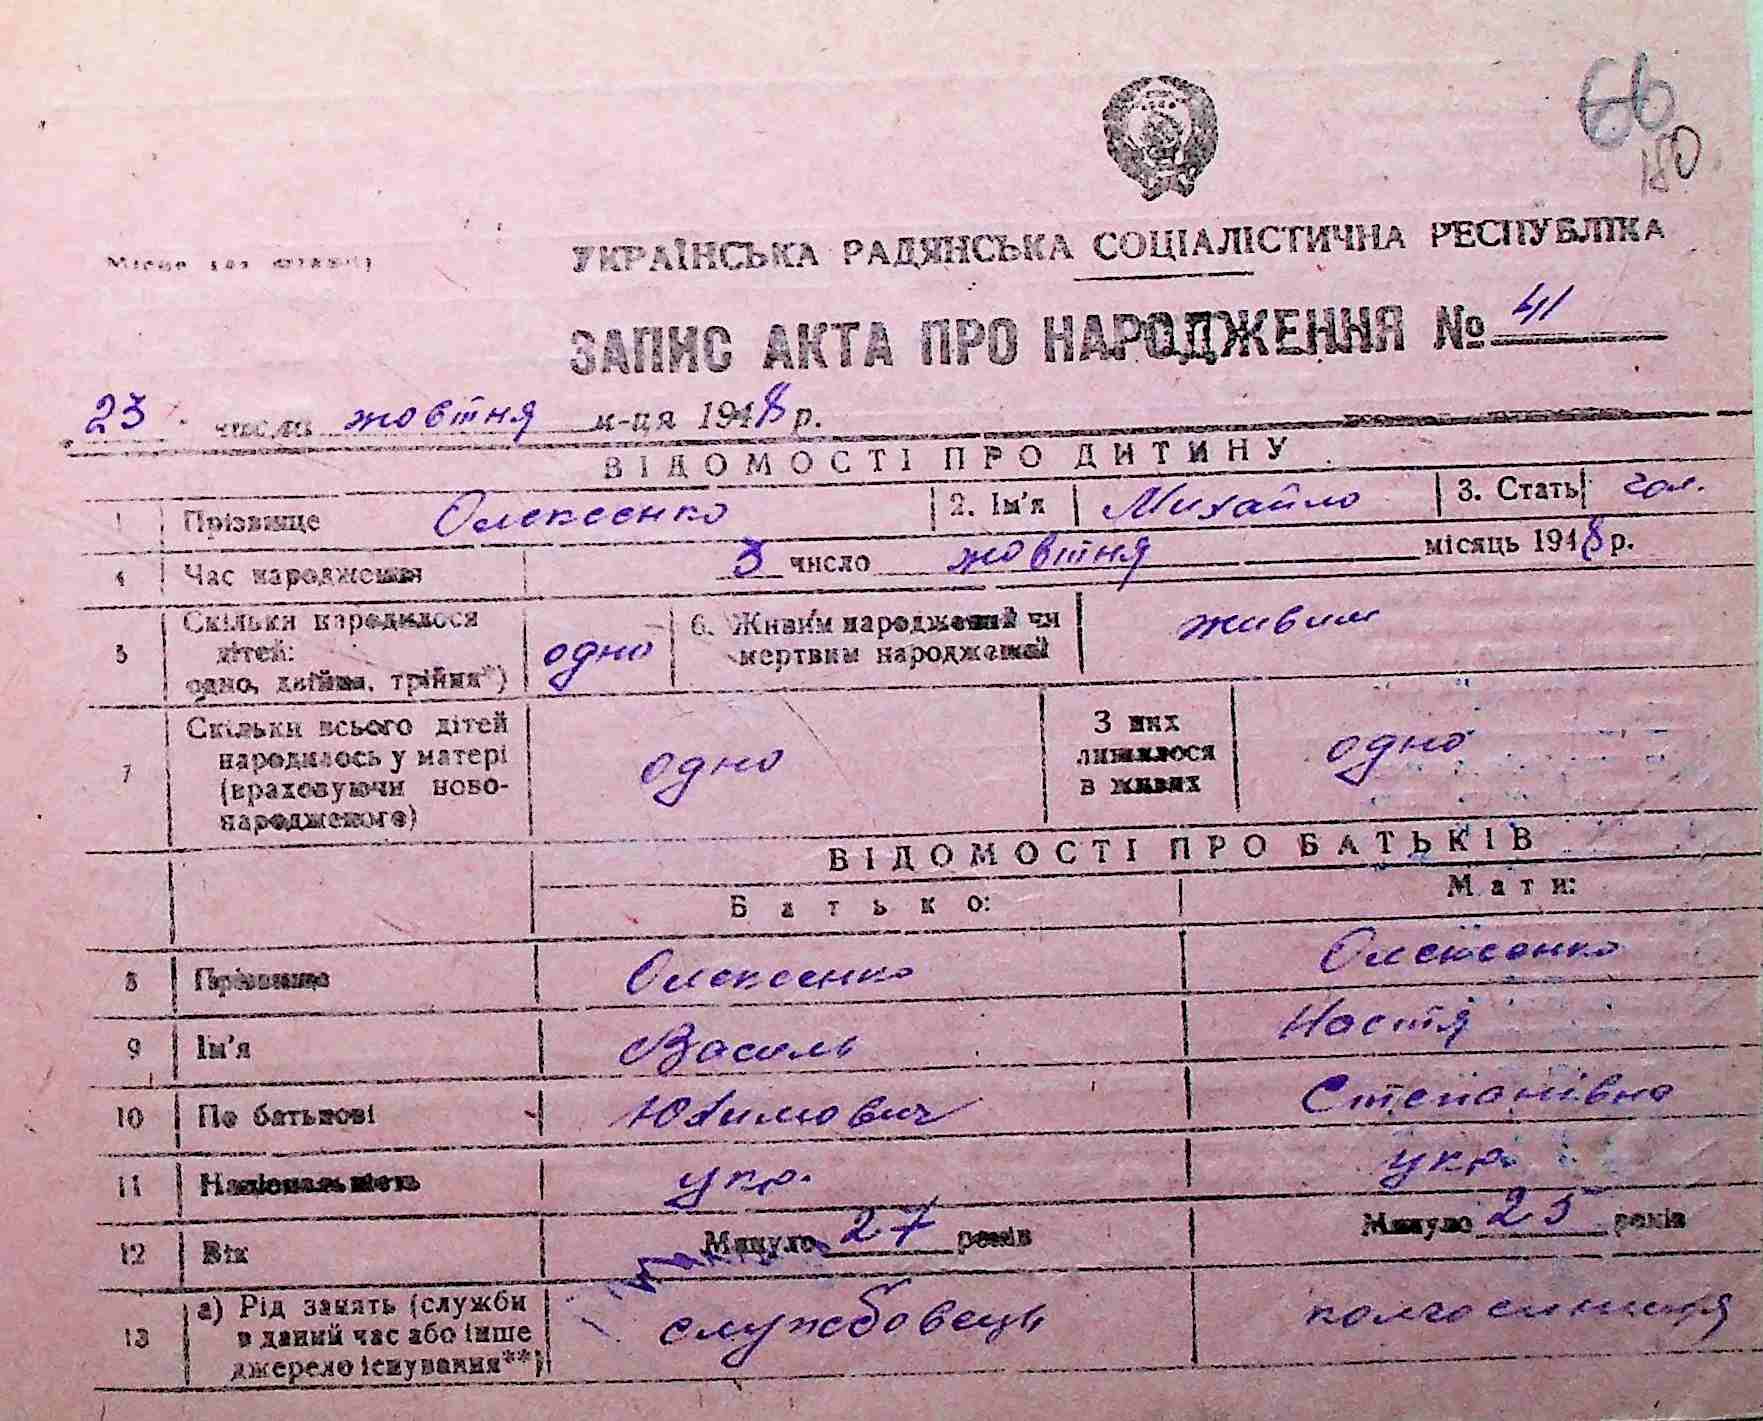 66
180
УКРАЇНСЬКА РАДЯНСЬКА СОЦІАЛІСТИЧНА РЕСПУБЛІКА
ЗАПИС АКТА ПРО НАРОДЖЕННЯ № 41
23 числа жовтня м-ця 1948 р.
ВІДОМОСТІ ПРО ДИТИНУ
1 Прізвище Олексєнко 2. Ім'я Михайло 3. Стать чол.
4 Час народження 3 число жовтня місяць 1948 р.
5 Скільки народилося дітей: одно, двійня, трійня*) одно 6. Живим народжений чи мертвим народжений живим
7 Скільки всього дітей народилось у матері (враховуючи новонародженого) одно З них лишилося в живих одно
ВІДОМОСТІ ПРО БАТЬКІВ
Батько: Мати:
8 Прізвище Олексєнко Олексєнко
9 Ім'я Василь Настя
10 По батькові Юхимович Степанівна
11 Національність укр. укр.
12 Вік Минуло 27 років Минуло 25 років
13 а) Рід занять (служби в даний час або інше джерело існування**) службовець колгоспниця